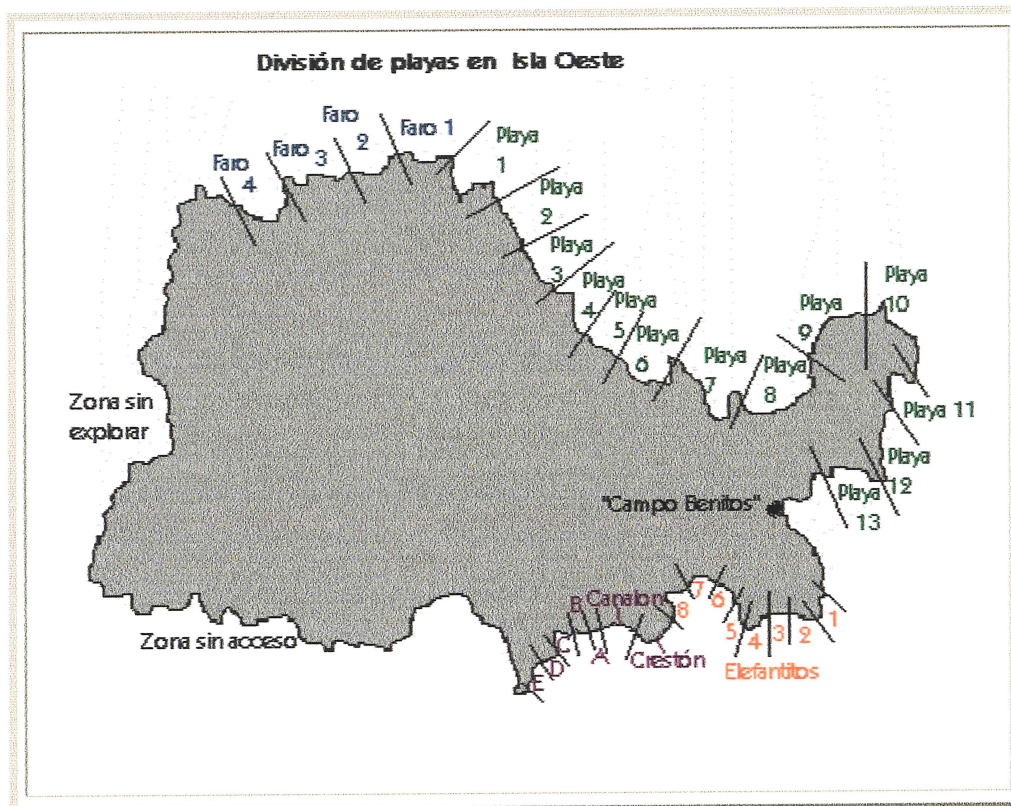 División de playas en Isla Oeste
Faro
4
Faro
3
Faro
2
Faro 1
Playa
1
Playa
2
Playa
3
Playa
4
Playa
5
Playa
6
Playa
7
Playa
8
Playa
9
Playa
10
Playa 11
Playa
12
Playa
13
Zona sin
explorar
"Campo Benitos"
Zona sin acceso
E
D
C
B
A
Canalon
Crestón
8
7
6
5
4
3
2
1
Elefantitos